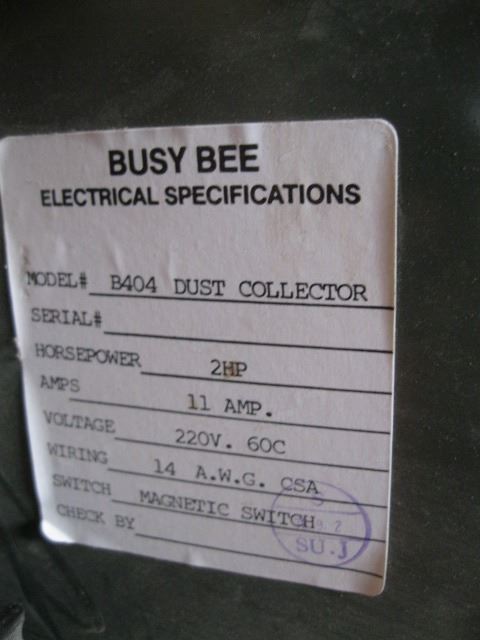 BUSY BEE
ELECTRICAL SPECIFICATIONS
MODEL# B404 DUST COLLECTOR
SERIAL#
HORSEPOWER 2HP
AMPS 11 AMP.
VOLTAGE 220V. 60C
WIRING 14 A.W.G. CSA
SWITCH MAGNETIC SWITCH
CHECK BY
SU.J